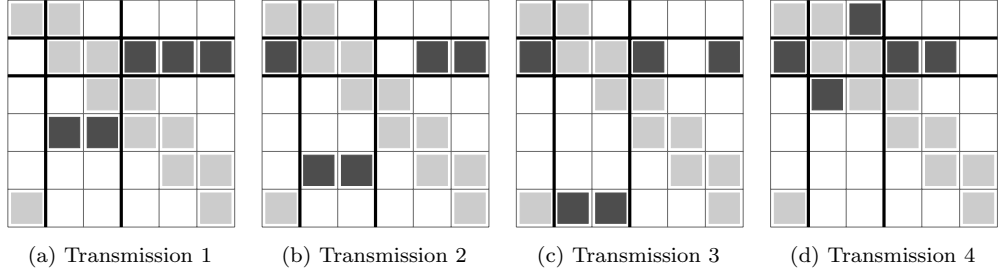 (a) Transmission 1
(b) Transmission 2
(c) Transmission 3
(d) Transmission 4